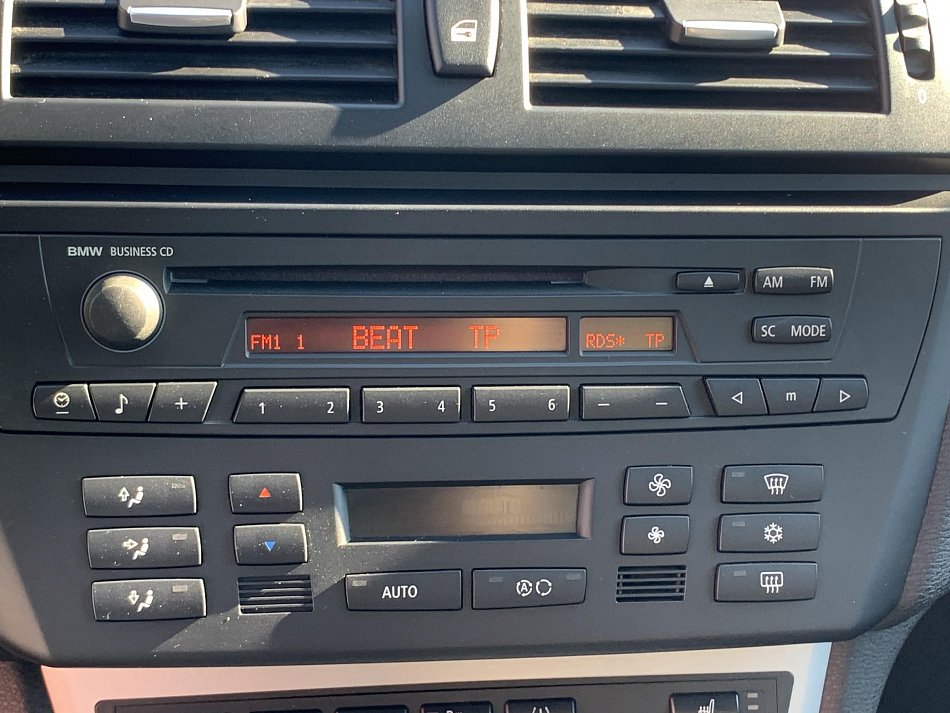 0
BMW BUSINESS CD
AM FM
FM1 1 BEAT TP RDS* TP
SC MODE
+ 1 2 3 4 5 6 – – m
AUTO
A